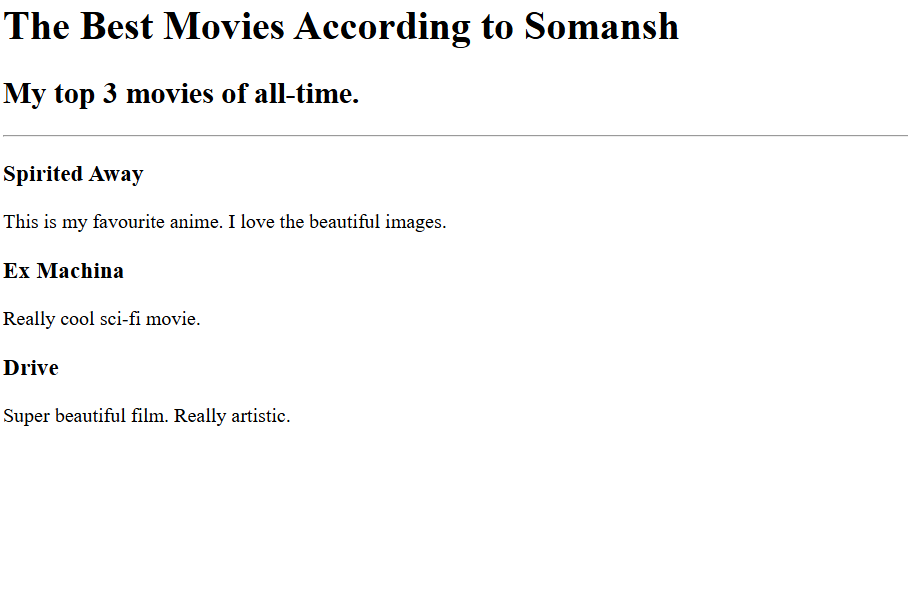 The Best Movies According to Somansh
My top 3 movies of all-time.
Spirited Away
This is my favourite anime. I love the beautiful images.
Ex Machina
Really cool sci-fi movie.
Drive
Super beautiful film. Really artistic.